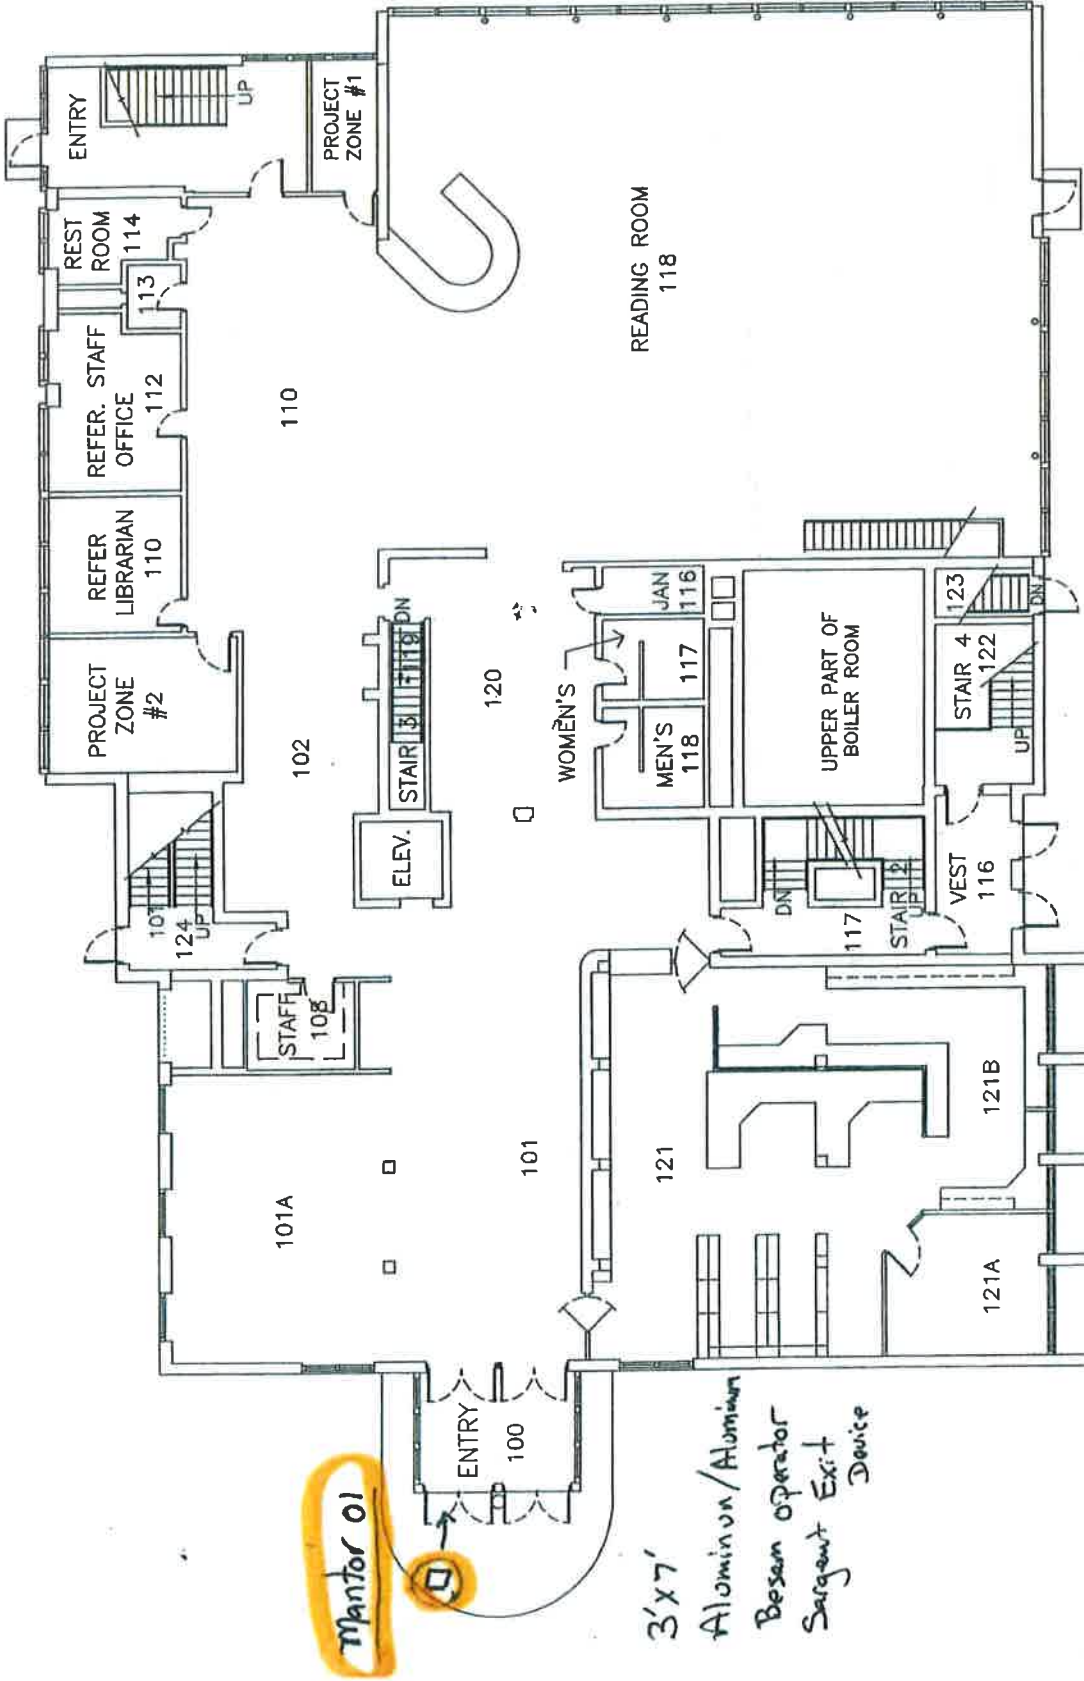 Mantor 01
3'x7'
Aluminum/Aluminum
Besam operator
Sargent Exit
Device
ENTRY
100
101A
101
121
121A
121B
STAFF
108
124
UP
101
ELEV.
STAIR 3
119
DN
102
120
PROJECT
ZONE
#2
REFER
LIBRARIAN
110
REFER. STAFF
OFFICE
112
113
REST
ROOM
114
ENTRY
UP
PROJECT
ZONE #1
110
READING ROOM
118
WOMEN'S
MEN'S
118
117
JAN
116
UPPER PART OF
BOILER ROOM
DN
117
STAIR 2
UP
VEST
116
STAIR 4
122
UP
123
DN